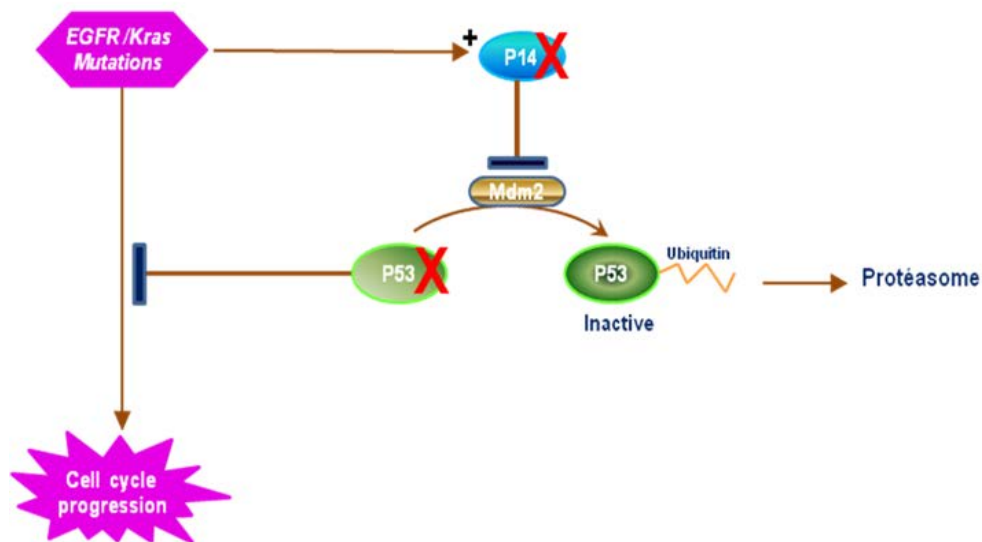 EGFR /Kras
Mutations
+
P14
X
Mdm2
P53
X
P53
Ubiquitin
Protéasome
Inactive
Cell cycle
progression